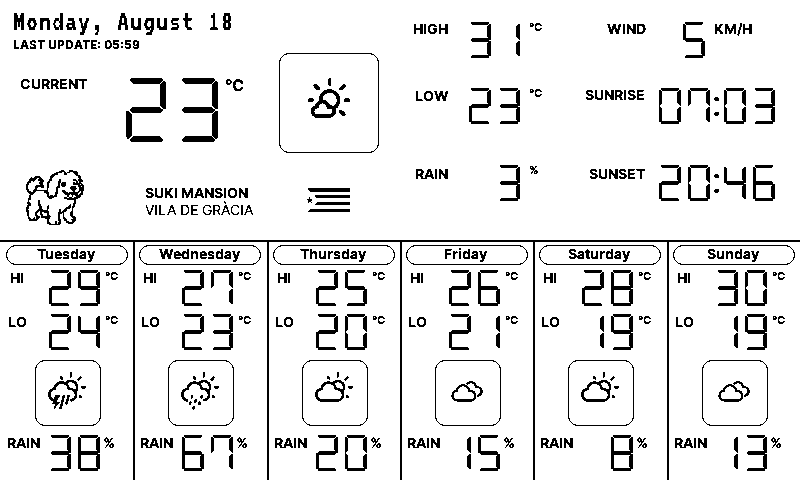 Monday, August 18
LAST UPDATE: 05:59
CURRENT 23 °C
SUKI MANSION
VILA DE GRÀCIA
HIGH 31 °C
LOW 23 °C
RAIN 3 %
WIND 5 KM/H
SUNRISE 07:03
SUNSET 20:46
Tuesday
HI 29 °C
LO 24 °C
RAIN 38 %
Wednesday
HI 27 °C
LO 23 °C
RAIN 67 %
Thursday
HI 25 °C
LO 20 °C
RAIN 20 %
Friday
HI 26 °C
LO 21 °C
RAIN 15 %
Saturday
HI 28 °C
LO 19 °C
RAIN 8 %
Sunday
HI 30 °C
LO 19 °C
RAIN 13 %